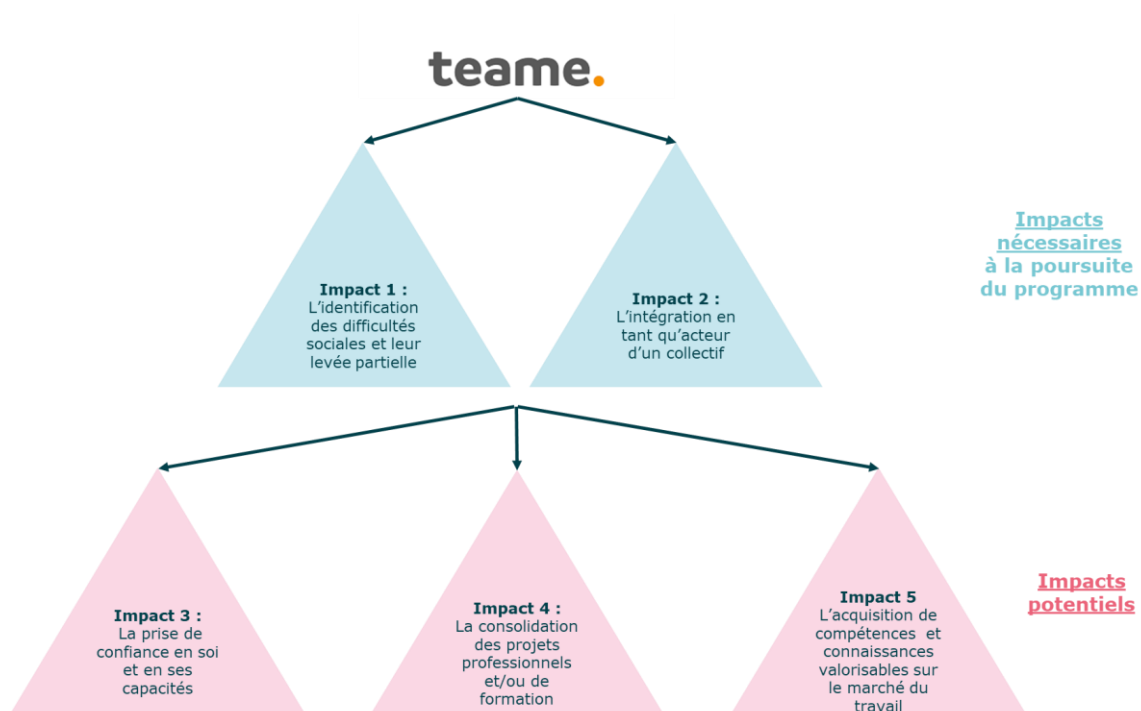 teame.
Impacts
nécessaires
à la poursuite
du programme
Impact 1 :
L'identification
des difficultés
sociales et leur
levée partielle
Impact 2 :
L'intégration en
tant qu'acteur
d'un collectif
Impacts
potentiels
Impact 3 :
La prise de
confiance en soi
et en ses
capacités
Impact 4 :
La consolidation
des projets
professionnels
et/ou de
formation
Impact 5
L'acquisition de
compétences et
connaissances
valorisables sur
le marché du
travail